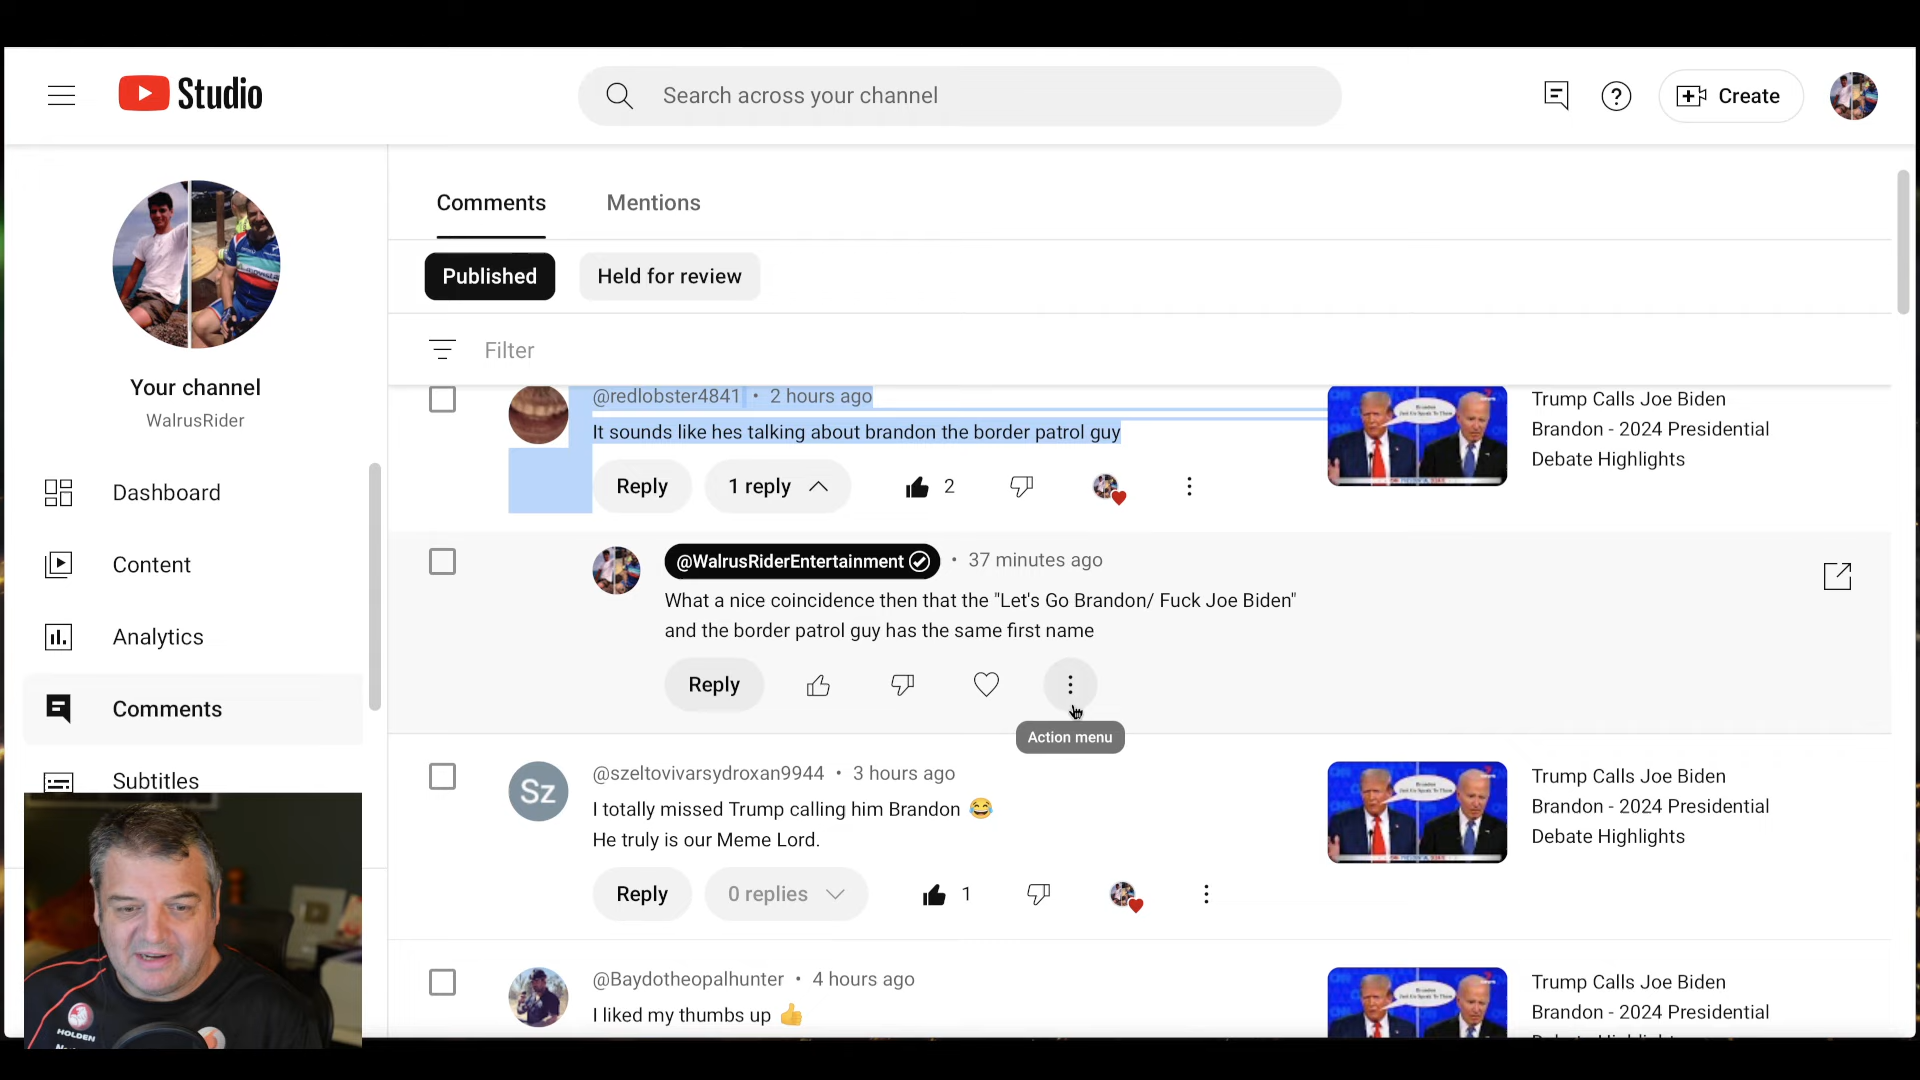 Studio
Search across your channel
Create
Your channel
WalrusRider
Dashboard
Content
Analytics
Comments
Subtitles
HOLDEN
Comments
Mentions
Published
Held for review
Filter
@redlobster4841 • 2 hours ago
It sounds like hes talking about brandon the border patrol guy
Reply
1 reply
2
Trump Calls Joe Biden
Brandon - 2024 Presidential
Debate Highlights
@WalrusRiderEntertainment • 37 minutes ago
What a nice coincidence then that the "Let's Go Brandon/ Fuck Joe Biden"
and the border patrol guy has the same first name
Reply
Action menu
Sz
@szeltovivarsydroxan9944 • 3 hours ago
I totally missed Trump calling him Brandon 😂
He truly is our Meme Lord.
Reply
0 replies
1
Trump Calls Joe Biden
Brandon - 2024 Presidential
Debate Highlights
@Baydotheopalhunter • 4 hours ago
I liked my thumbs up 👍
Trump Calls Joe Biden
Brandon - 2024 Presidential